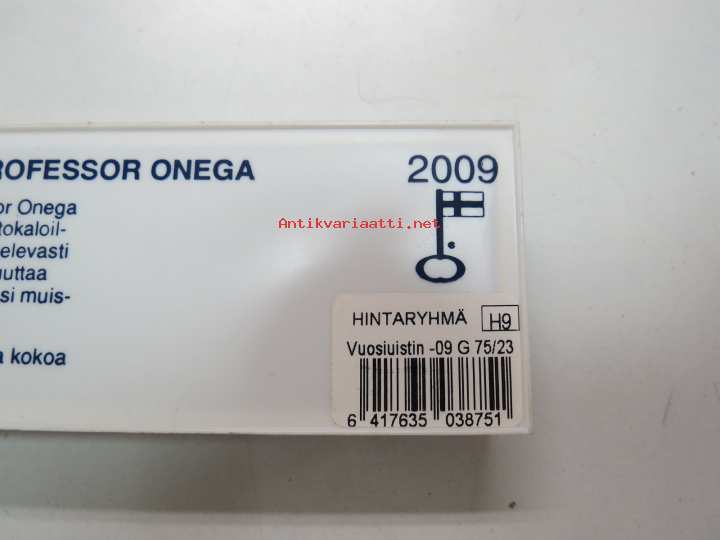 ROFESSOR ONEGA
2009
or Onega
tokaloil-
elevasti
uuttaa
si muis-
a kokoa
Antikvariaatti.net
HINTARYHMÄ H9
Vuosiuistin -09 G 75/23
6 417635 038751